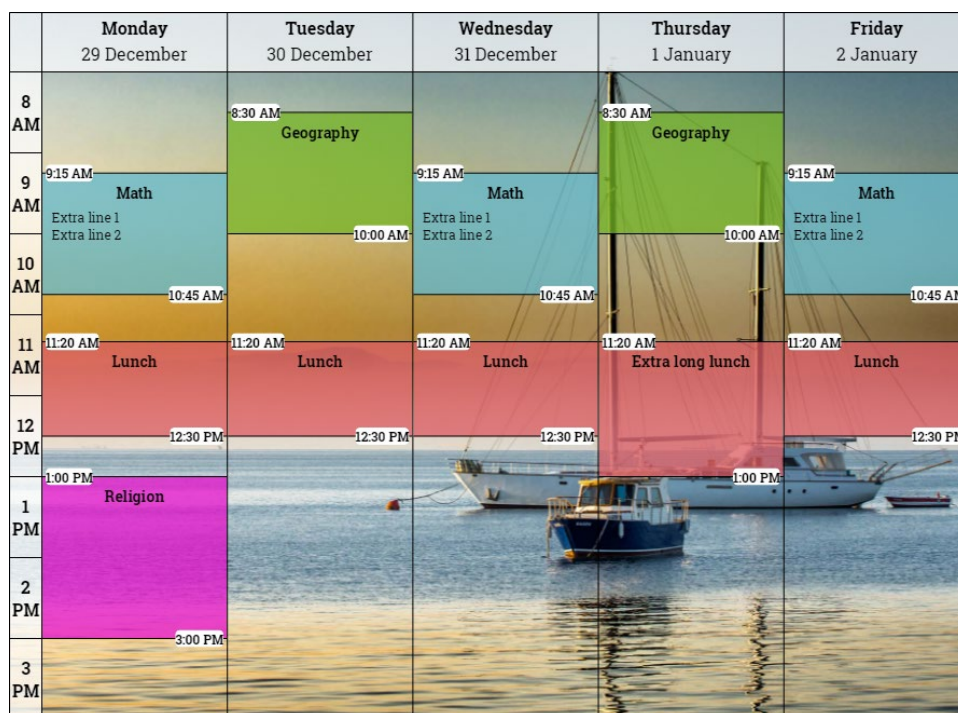 Monday
29 December
Tuesday
30 December
Wednesday
31 December
Thursday
1 January
Friday
2 January
8
AM
9
AM
10
AM
11
AM
12
PM
1
PM
2
PM
3
PM
9:15 AM
Math
Extra line 1
Extra line 2
10:45 AM
11:20 AM
Lunch
12:30 PM
1:00 PM
Religion
3:00 PM
8:30 AM
Geography
10:00 AM
11:20 AM
Lunch
12:30 PM
9:15 AM
Math
Extra line 1
Extra line 2
10:45 AM
11:20 AM
Lunch
12:30 PM
8:30 AM
Geography
10:00 AM
11:20 AM
Extra long lunch
1:00 PM
9:15 AM
Math
Extra line 1
Extra line 2
10:45 AM
11:20 AM
Lunch
12:30 PM